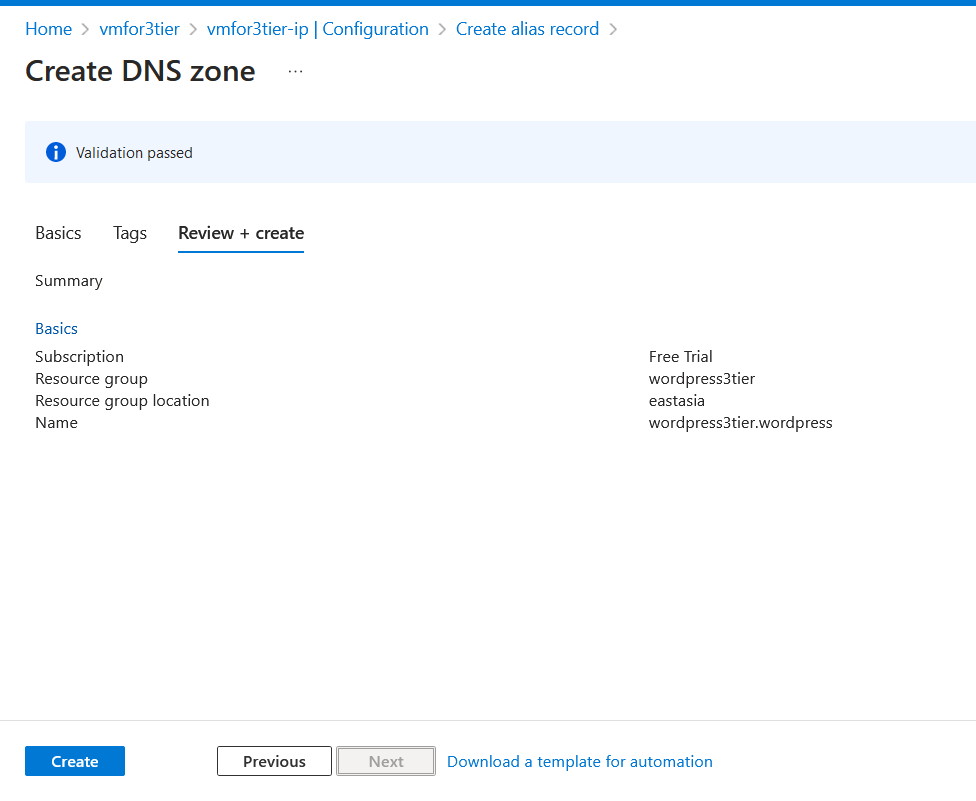 Home > vmfor3tier > vmfor3tier-ip | Configuration > Create alias record >
Create DNS zone ...
Validation passed
Basics Tags Review + create
Summary
Basics
Subscription Free Trial
Resource group wordpress3tier
Resource group location eastasia
Name wordpress3tier.wordpress
Create Previous Next Download a template for automation